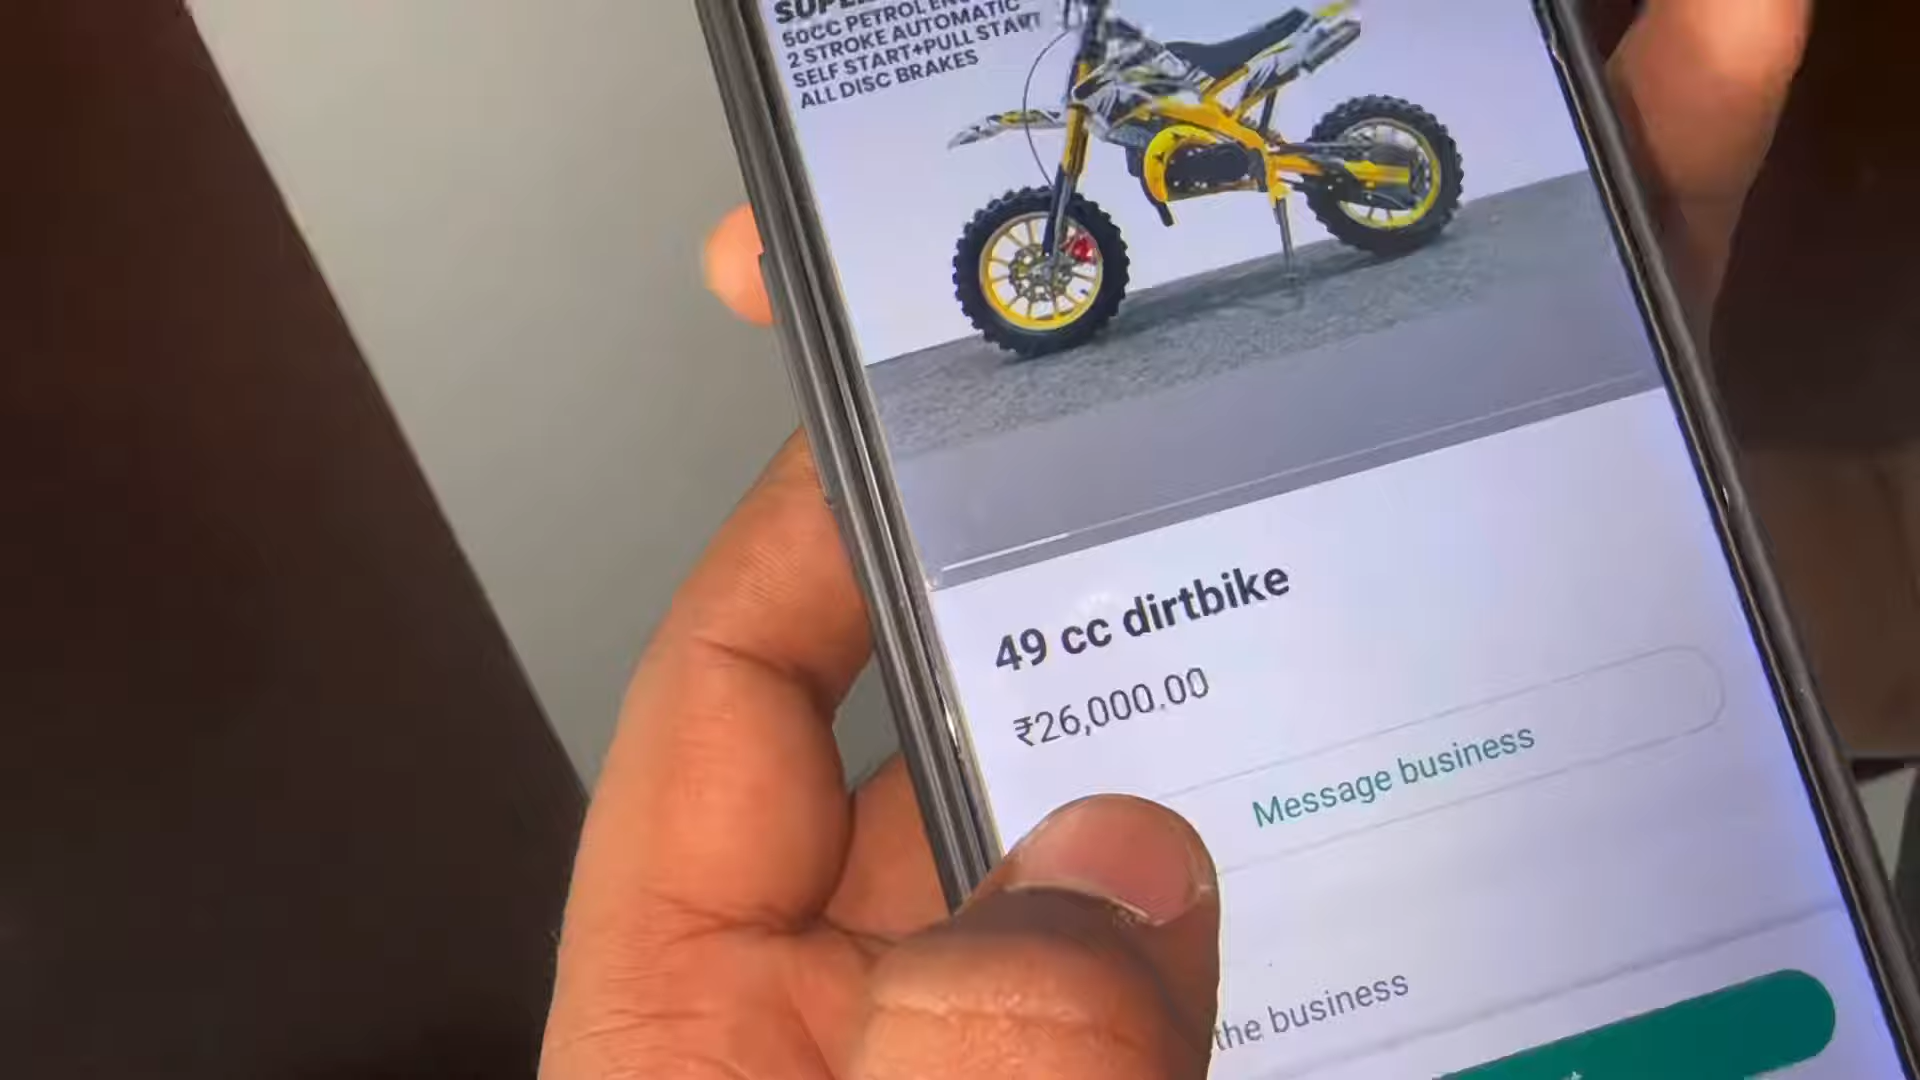 50CC PETROL
2 STROKE AUTOMATIC
SELF START+PULL START
ALL DISC BRAKES
49 cc dirtbike
₹26,000.00
Message business
the business